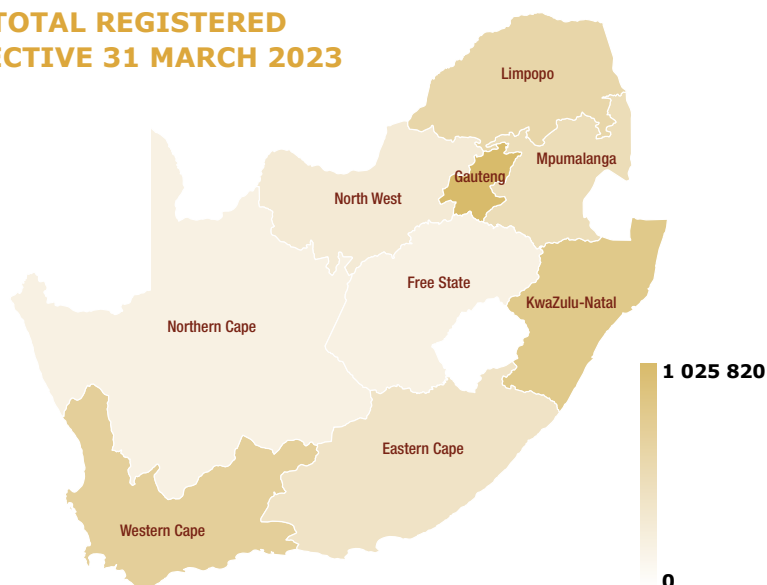 TOTAL REGISTERED
ECTIVE 31 MARCH 2023
Limpopo
Mpumalanga
Gauteng
North West
Free State
KwaZulu-Natal
Northern Cape
1 025 820
Eastern Cape
Western Cape
0